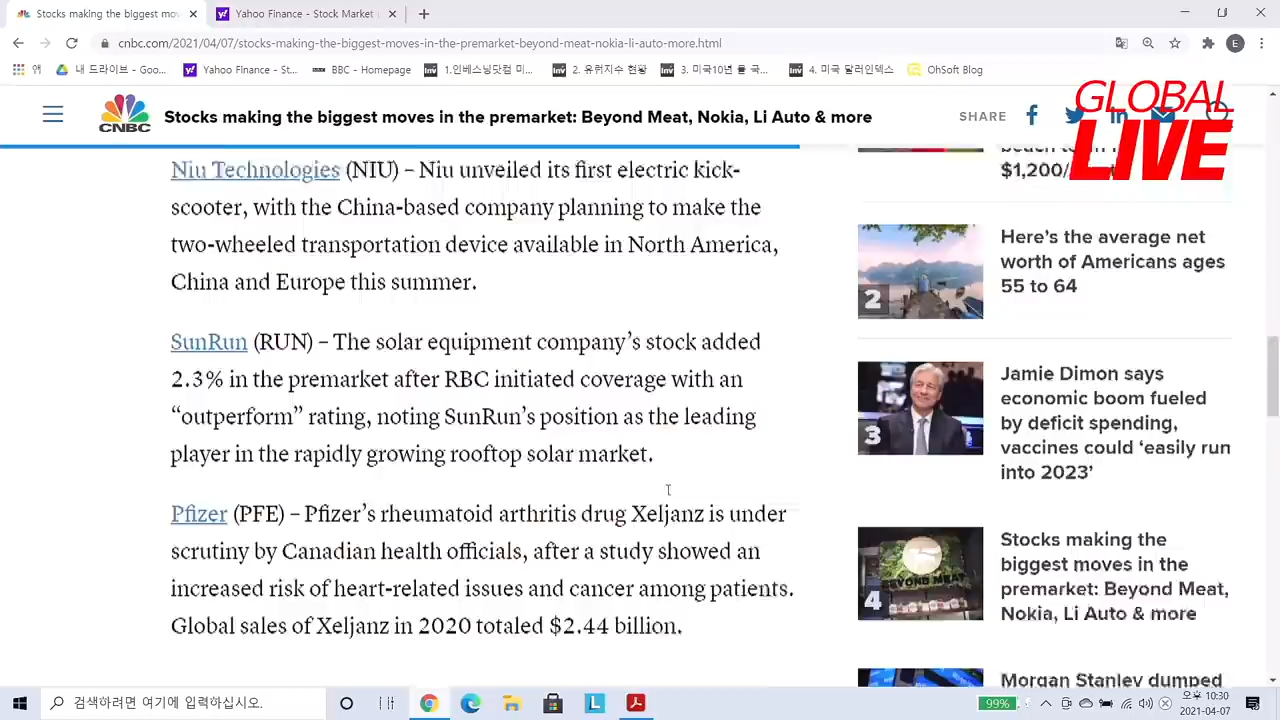 Stocks making the biggest mov
Yahoo Finance - Stock Market
cnbc.com/2021/04/07/stocks-making-the-biggest-moves-in-the-premarket-beyond-meat-nokia-li-auto-more.html
E
앱
내 드라이브 - Goo...
Yahoo Finance - St...
BBC - Homepage
1.인베스닝닷컴 미...
2. 유럽지수 현황
3. 미국10년 물 국...
4. 미국 달러인덱스
OhSoft Blog
CNBC
Stocks making the biggest moves in the premarket: Beyond Meat, Nokia, Li Auto & more
SHARE
GLOBAL
LIVE
Niu Technologies (NIU) – Niu unveiled its first electric kick-
scooter, with the China-based company planning to make the
two-wheeled transportation device available in North America,
China and Europe this summer.
SunRun (RUN) – The solar equipment company’s stock added
2.3% in the premarket after RBC initiated coverage with an
“outperform” rating, noting SunRun’s position as the leading
player in the rapidly growing rooftop solar market.
Pfizer (PFE) – Pfizer’s rheumatoid arthritis drug Xeljanz is under
scrutiny by Canadian health officials, after a study showed an
increased risk of heart-related issues and cancer among patients.
Global sales of Xeljanz in 2020 totaled $2.44 billion.
$1,200/
2
Here’s the average net
worth of Americans ages
55 to 64
3
Jamie Dimon says
economic boom fueled
by deficit spending,
vaccines could ‘easily run
into 2023’
BEYOND MEAT
4
Stocks making the
biggest moves in the
premarket: Beyond Meat,
Nokia, Li Auto & more
Morgan Stanley dumped
검색하려면 여기에 입력하십시오.
99%
오후 10:30
2021-04-07